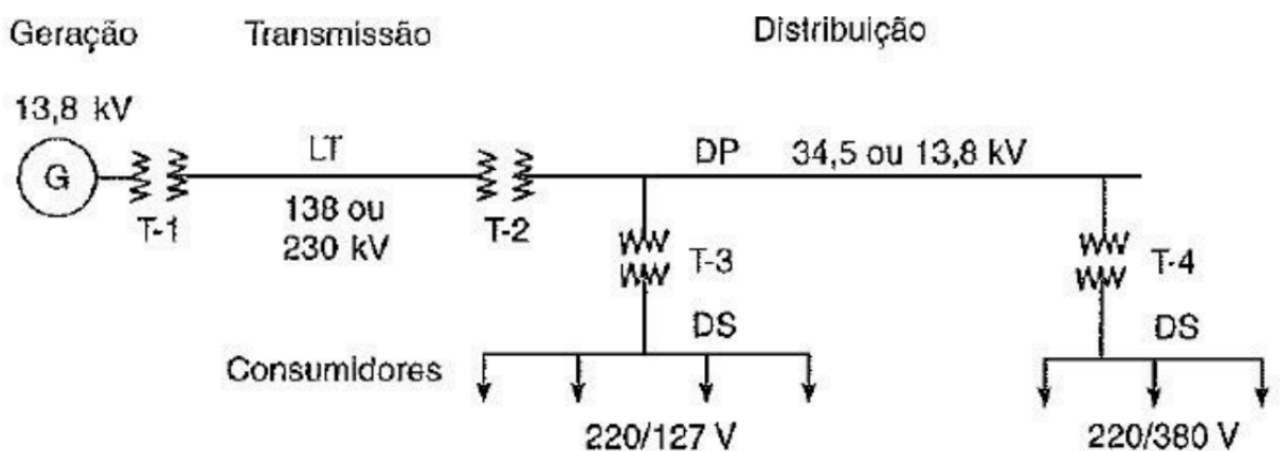 Geração Transmissão Distribuição
13,8 kV
G
T-1
LT
138 ou
230 kV
T-2
DP 34,5 ou 13,8 kV
T-3
T-4
DS
DS
Consumidores
220/127 V
220/380 V